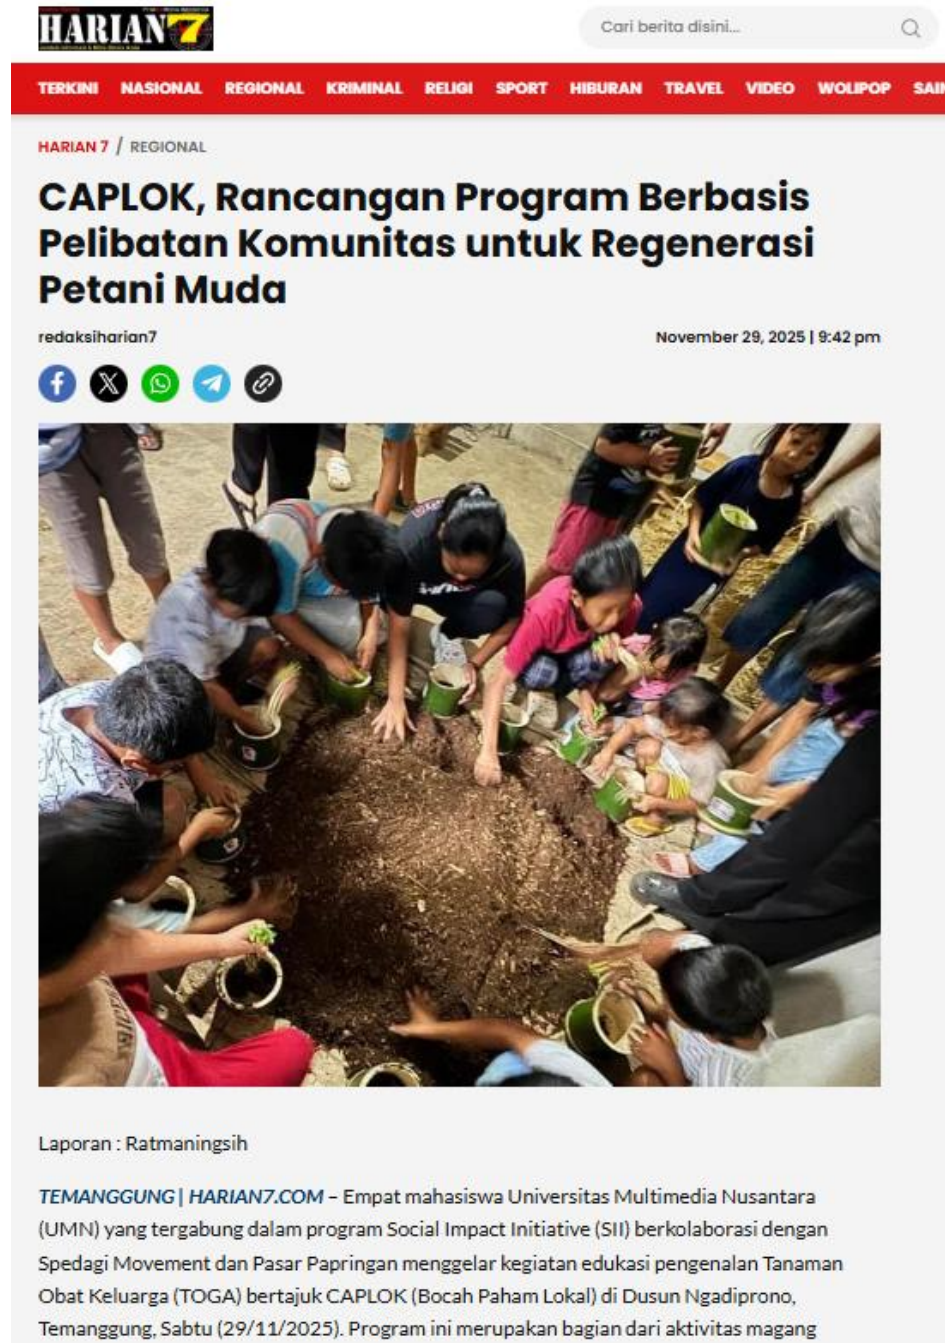 HARIAN 7
Cari berita disini...
TERKINI NASIONAL REGIONAL KRIMINAL RELIGI SPORT HIBURAN TRAVEL VIDEO WOLIPOP
HARIAN 7 / REGIONAL
CAPLOK, Rancangan Program Berbasis
Pelibatan Komunitas untuk Regenerasi
Petani Muda
redaksiharian7
November 29, 2025 | 9:42 pm
Laporan : Ratmaningsih
TEMANGGUNG | HARIAN7.COM – Empat mahasiswa Universitas Multimedia Nusantara
(UMN) yang tergabung dalam program Social Impact Initiative (SII) berkolaborasi dengan
Spedagi Movement dan Pasar Papringan menggelar kegiatan edukasi pengenalan Tanaman
Obat Keluarga (TOGA) bertajuk CAPLOK (Bocah Paham Lokal) di Dusun Ngadiprono,
Temanggung, Sabtu (29/11/2025). Program ini merupakan bagian dari aktivitas magang